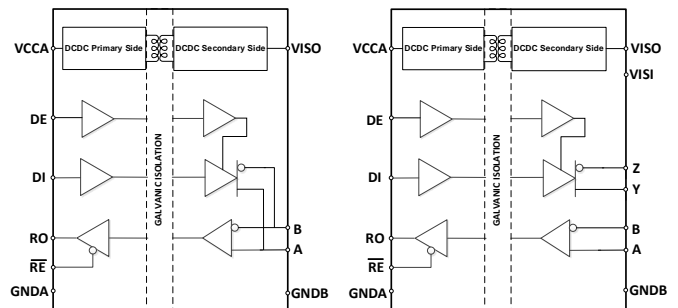 VCCA
DCDC Primary Side
DCDC Secondary Side
VISO
DE
DI
GALVANIC ISOLATION
RO
B
A
RE
GNDA
GNDB
VCCA
DCDC Primary Side
DCDC Secondary Side
VISO
VISI
DE
DI
GALVANIC ISOLATION
Z
Y
RO
B
A
RE
GNDA
GNDB